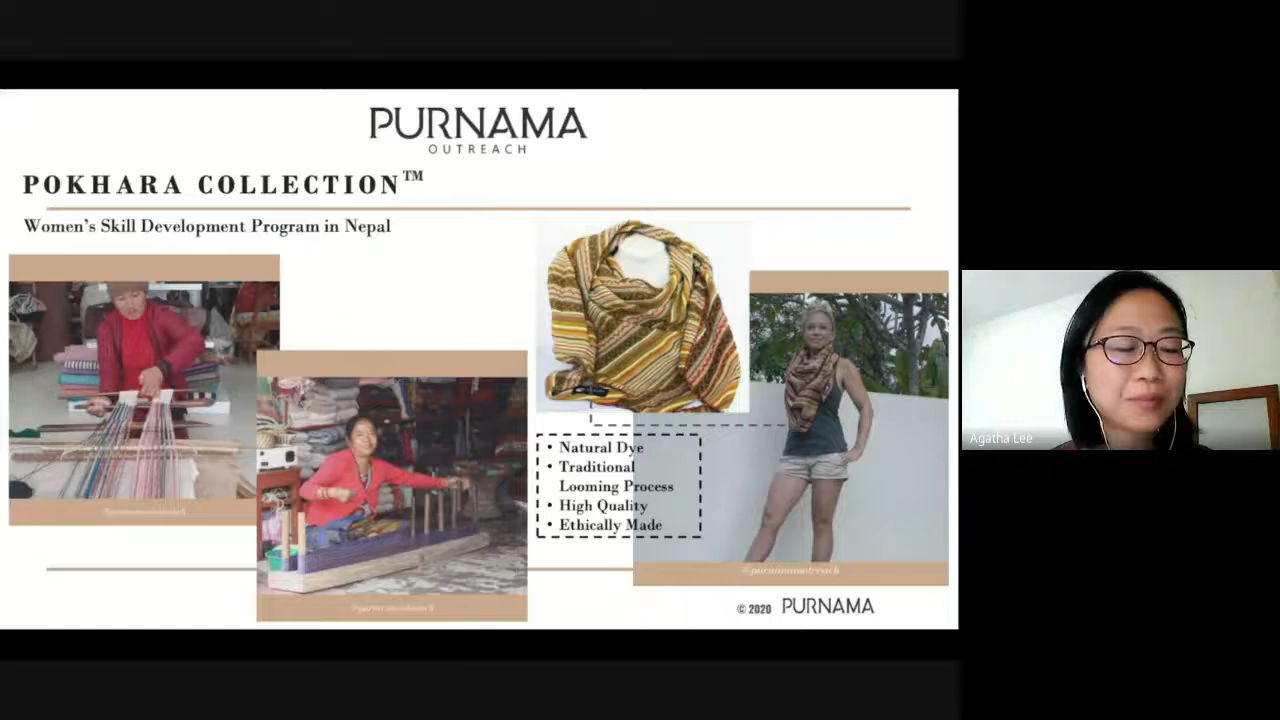 PURNAMA
OUTREACH
POKHARA COLLECTION™
Women's Skill Development Program in Nepal
• Natural Dye
• Traditional
Looming Process
• High Quality
• Ethically Made
@purnamaoutreach
© 2020 PURNAMA
Agatha Lee